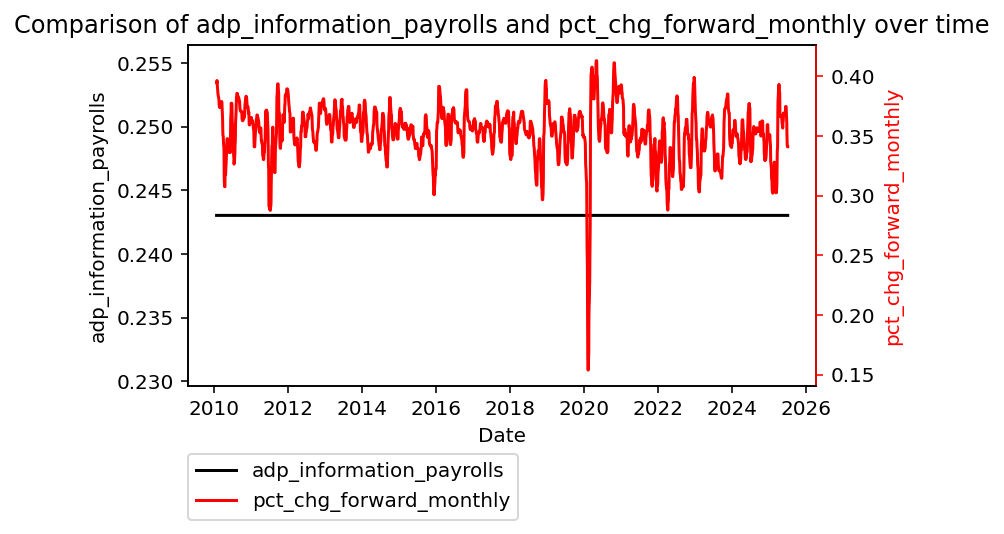 Comparison of adp_information_payrolls and pct_chg_forward_monthly over time
0.255
0.250
0.245
0.240
0.235
0.230
adp_information_payrolls
0.40
0.35
0.30
0.25
0.20
0.15
pct_chg_forward_monthly
2010 2012 2014 2016 2018 2020 2022 2024 2026
Date
adp_information_payrolls
pct_chg_forward_monthly